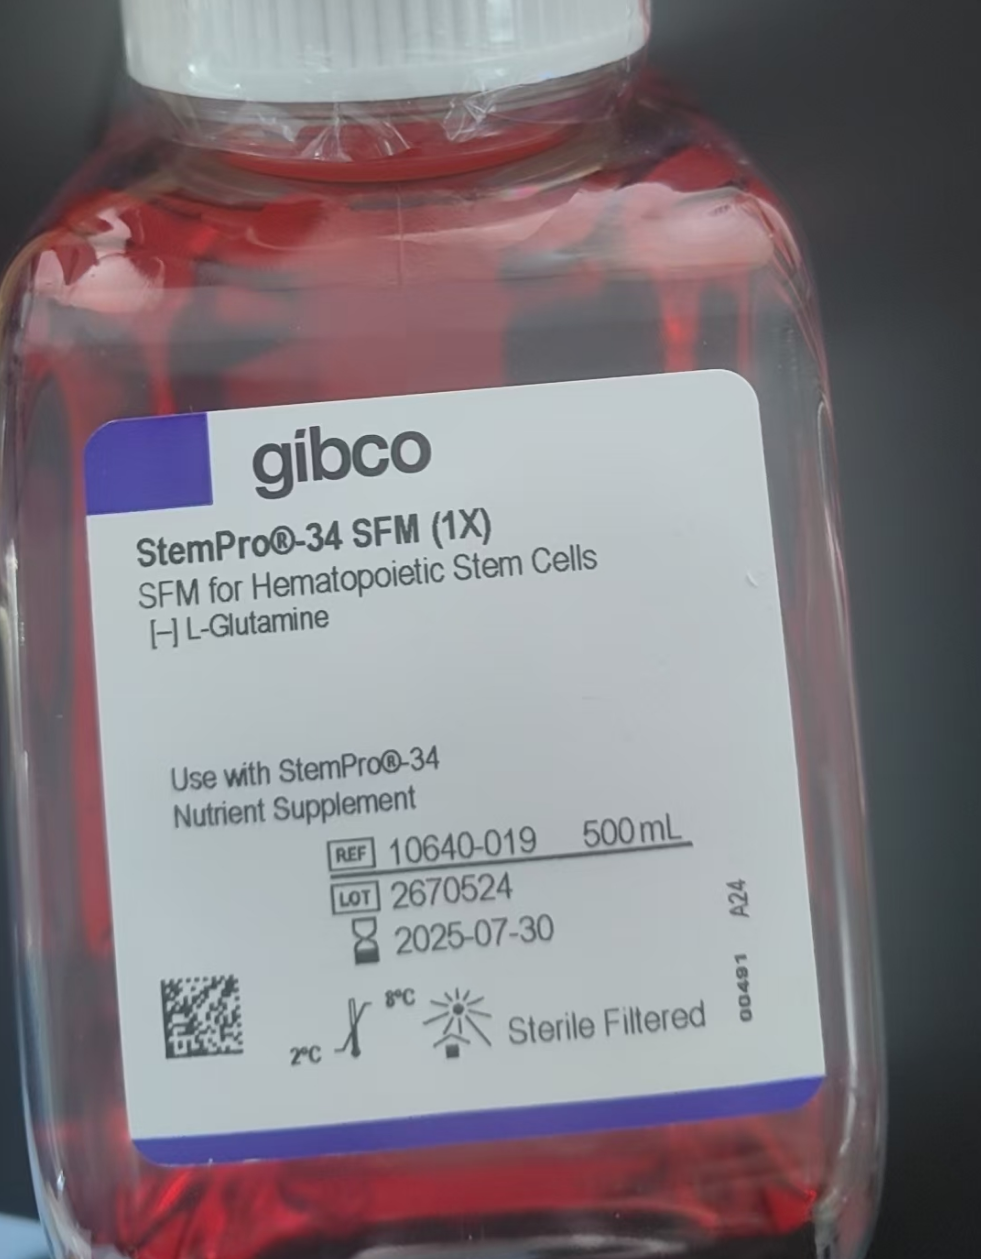 gibco
StemPro®-34 SFM (1X)
SFM for Hematopoietic Stem Cells
[–] L-Glutamine
Use with StemPro®-34
Nutrient Supplement
REF 10640-019 500 mL
LOT 2670524
2025-07-30
2°C 8°C Sterile Filtered
00491 A24